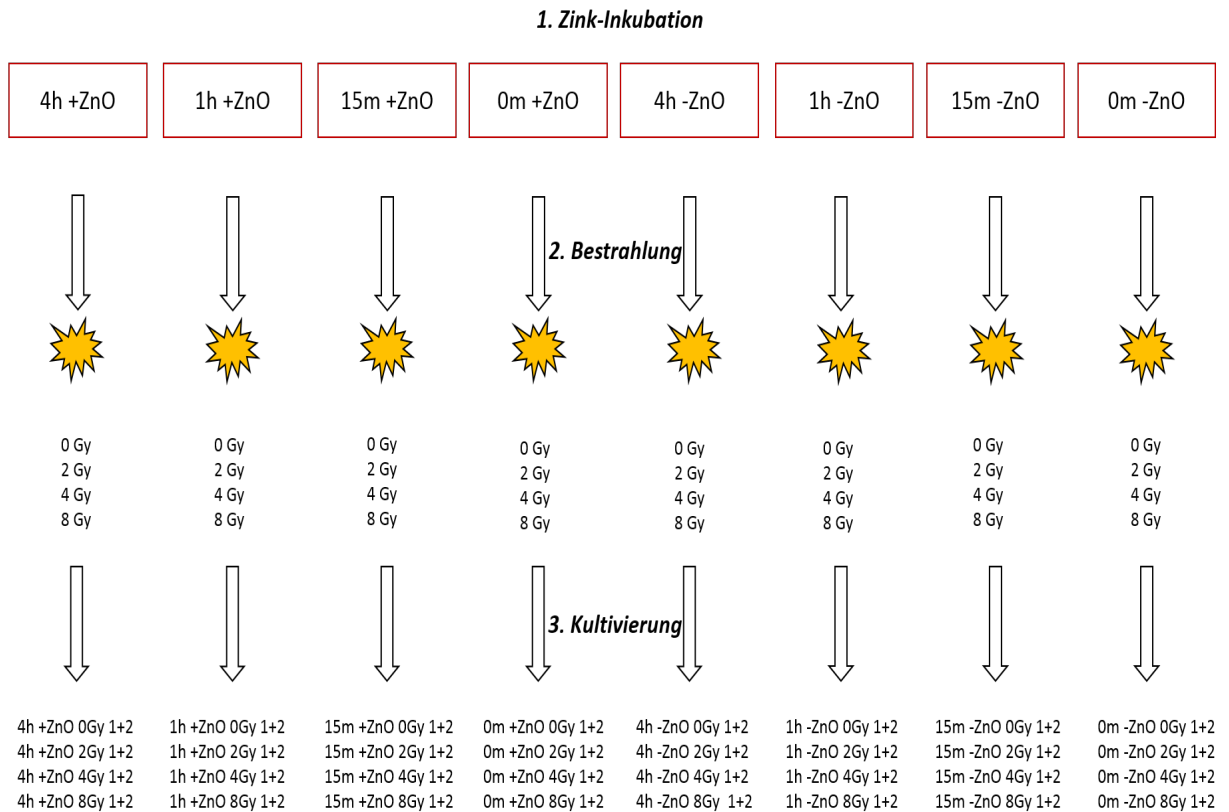 1. Zink-Inkubation
4h +ZnO 1h +ZnO 15m +ZnO 0m +ZnO 4h -ZnO 1h -ZnO 15m -ZnO 0m -ZnO
2. Bestrahlung
0 Gy 0 Gy 0 Gy 0 Gy 0 Gy 0 Gy 0 Gy 0 Gy
2 Gy 2 Gy 2 Gy 2 Gy 2 Gy 2 Gy 2 Gy 2 Gy
4 Gy 4 Gy 4 Gy 4 Gy 4 Gy 4 Gy 4 Gy 4 Gy
8 Gy 8 Gy 8 Gy 8 Gy 8 Gy 8 Gy 8 Gy 8 Gy
3. Kultivierung
4h +ZnO 0Gy 1+2 1h +ZnO 0Gy 1+2 15m +ZnO 0Gy 1+2 0m +ZnO 0Gy 1+2 4h -ZnO 0Gy 1+2 1h -ZnO 0Gy 1+2 15m -ZnO 0Gy 1+2 0m -ZnO 0Gy 1+2
4h +ZnO 2Gy 1+2 1h +ZnO 2Gy 1+2 15m +ZnO 2Gy 1+2 0m +ZnO 2Gy 1+2 4h -ZnO 2Gy 1+2 1h -ZnO 2Gy 1+2 15m -ZnO 2Gy 1+2 0m -ZnO 2Gy 1+2
4h +ZnO 4Gy 1+2 1h +ZnO 4Gy 1+2 15m +ZnO 4Gy 1+2 0m +ZnO 4Gy 1+2 4h -ZnO 4Gy 1+2 1h -ZnO 4Gy 1+2 15m -ZnO 4Gy 1+2 0m -ZnO 4Gy 1+2
4h +ZnO 8Gy 1+2 1h +ZnO 8Gy 1+2 15m +ZnO 8Gy 1+2 0m +ZnO 8Gy 1+2 4h -ZnO 8Gy 1+2 1h -ZnO 8Gy 1+2 15m -ZnO 8Gy 1+2 0m -ZnO 8Gy 1+2